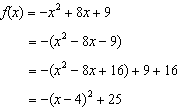 f(x) = −x² + 8x + 9
= −(x² − 8x − 9)
= −(x² − 8x + 16) + 9 + 16
= −(x − 4)² + 25